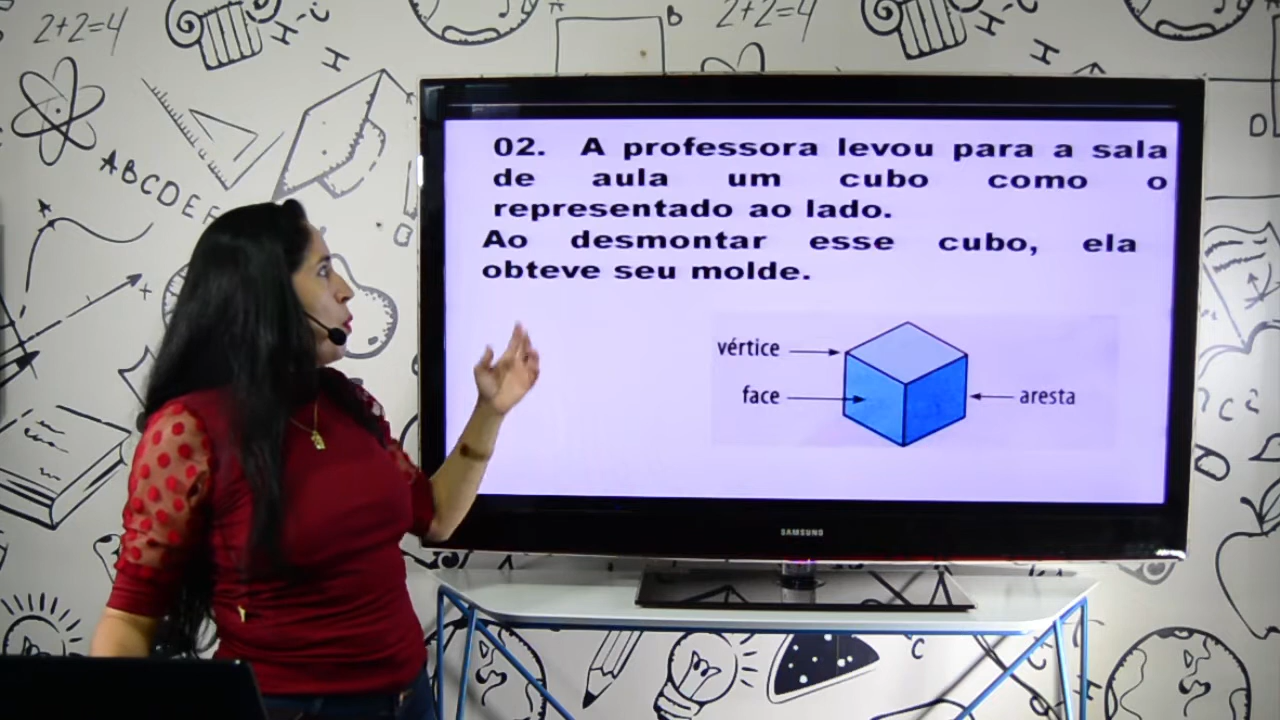 2+2=4
B
2+2=4
H-C
H
H
ABCDEF
D
02. A professora levou para a sala
de aula um cubo como o
representado ao lado.
Ao desmontar esse cubo, ela
obteve seu molde.
vértice
face
aresta
SAMSUNG
C